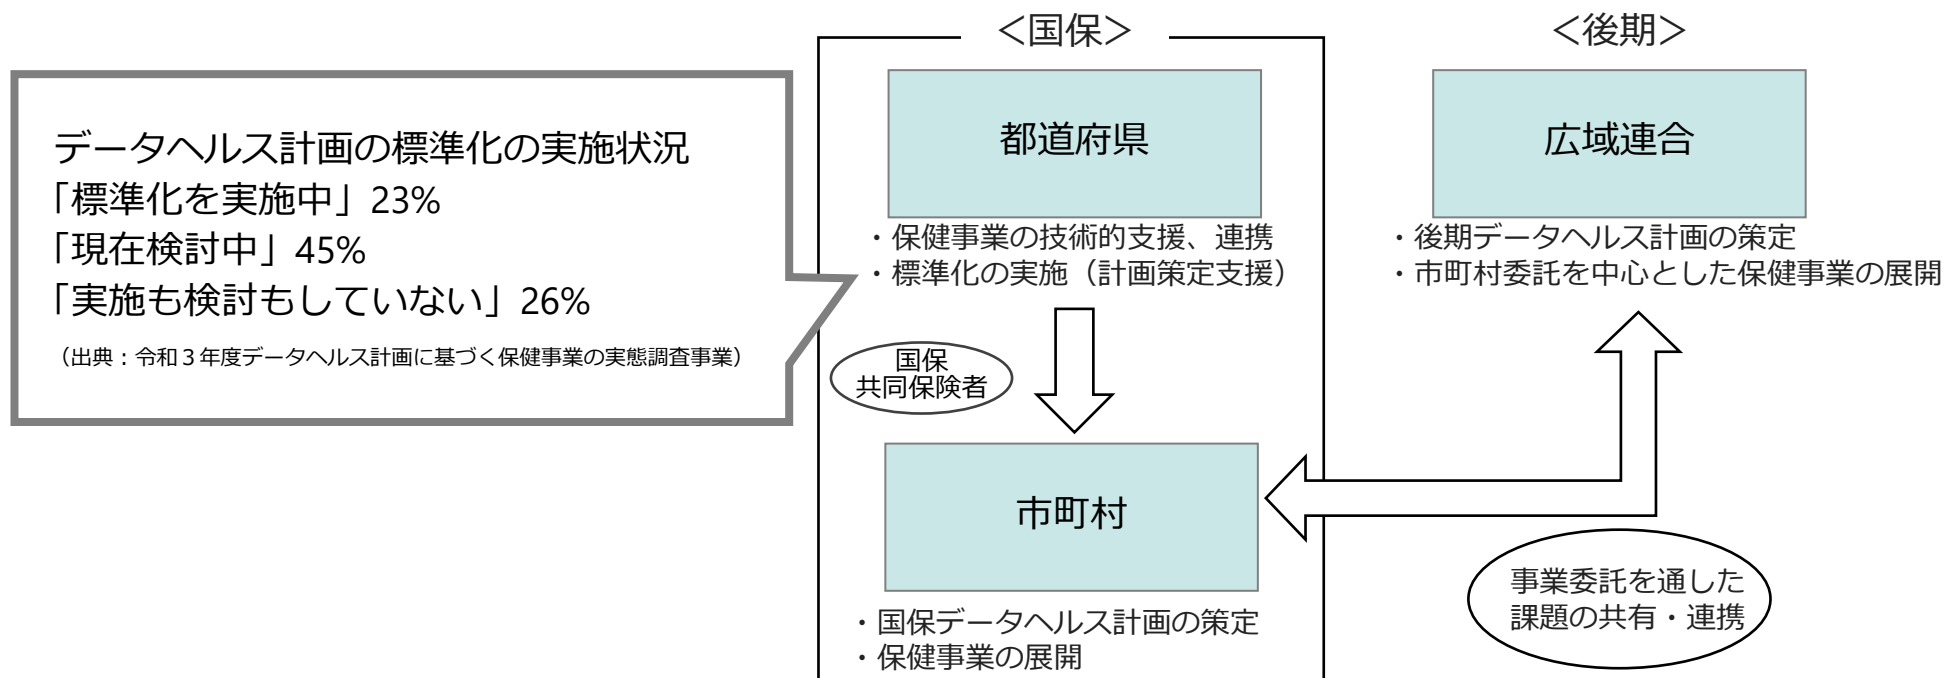 <国保>
<後期>
データヘルス計画の標準化の実施状況
「標準化を実施中」23%
「現在検討中」45%
「実施も検討もしていない」26%
（出典：令和３年度データヘルス計画に基づく保健事業の実態調査事業）
都道府県
・保健事業の技術的支援、連携
・標準化の実施（計画策定支援）
広域連合
・後期データヘルス計画の策定
・市町村委託を中心とした保健事業の展開
国保
共同保険者
市町村
・国保データヘルス計画の策定
・保健事業の展開
事業委託を通した
課題の共有・連携